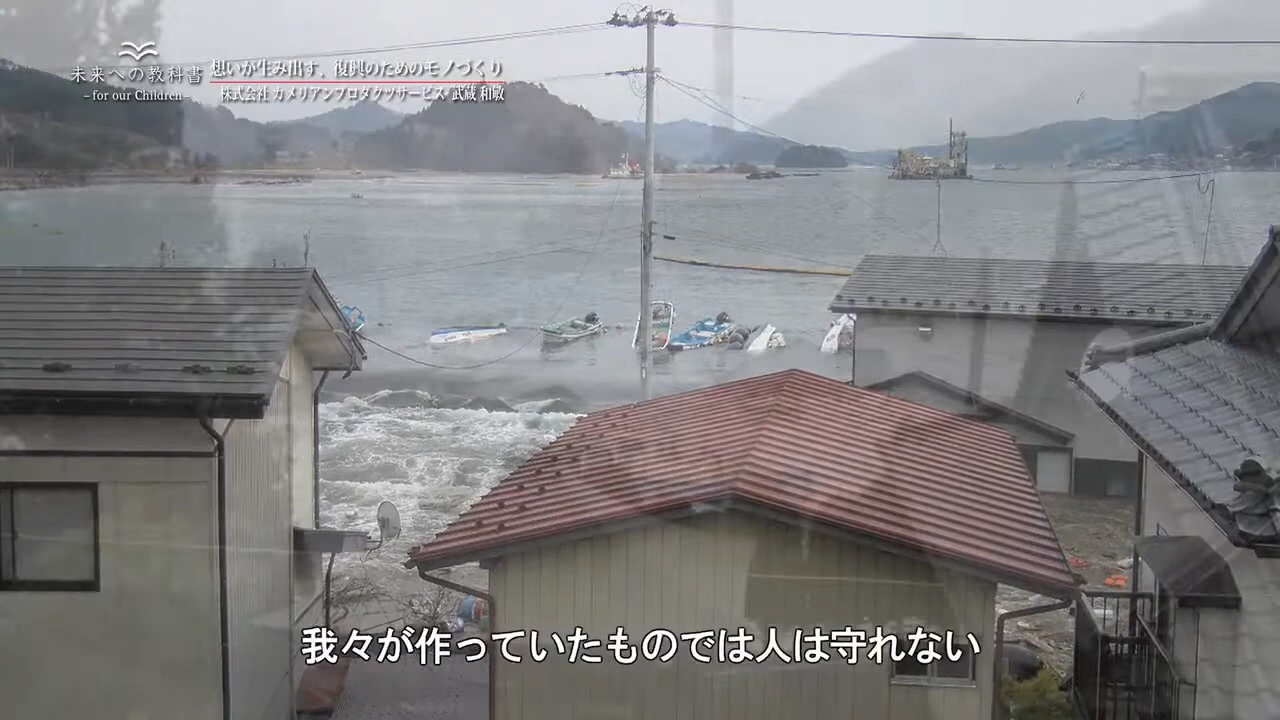 未来への教科書
- for our Children -
想いが生み出す、復興のためのモノづくり
株式会社 カメリアンプロダクツサービス 武蔵 和敏
我々が作っていたものでは人は守れない